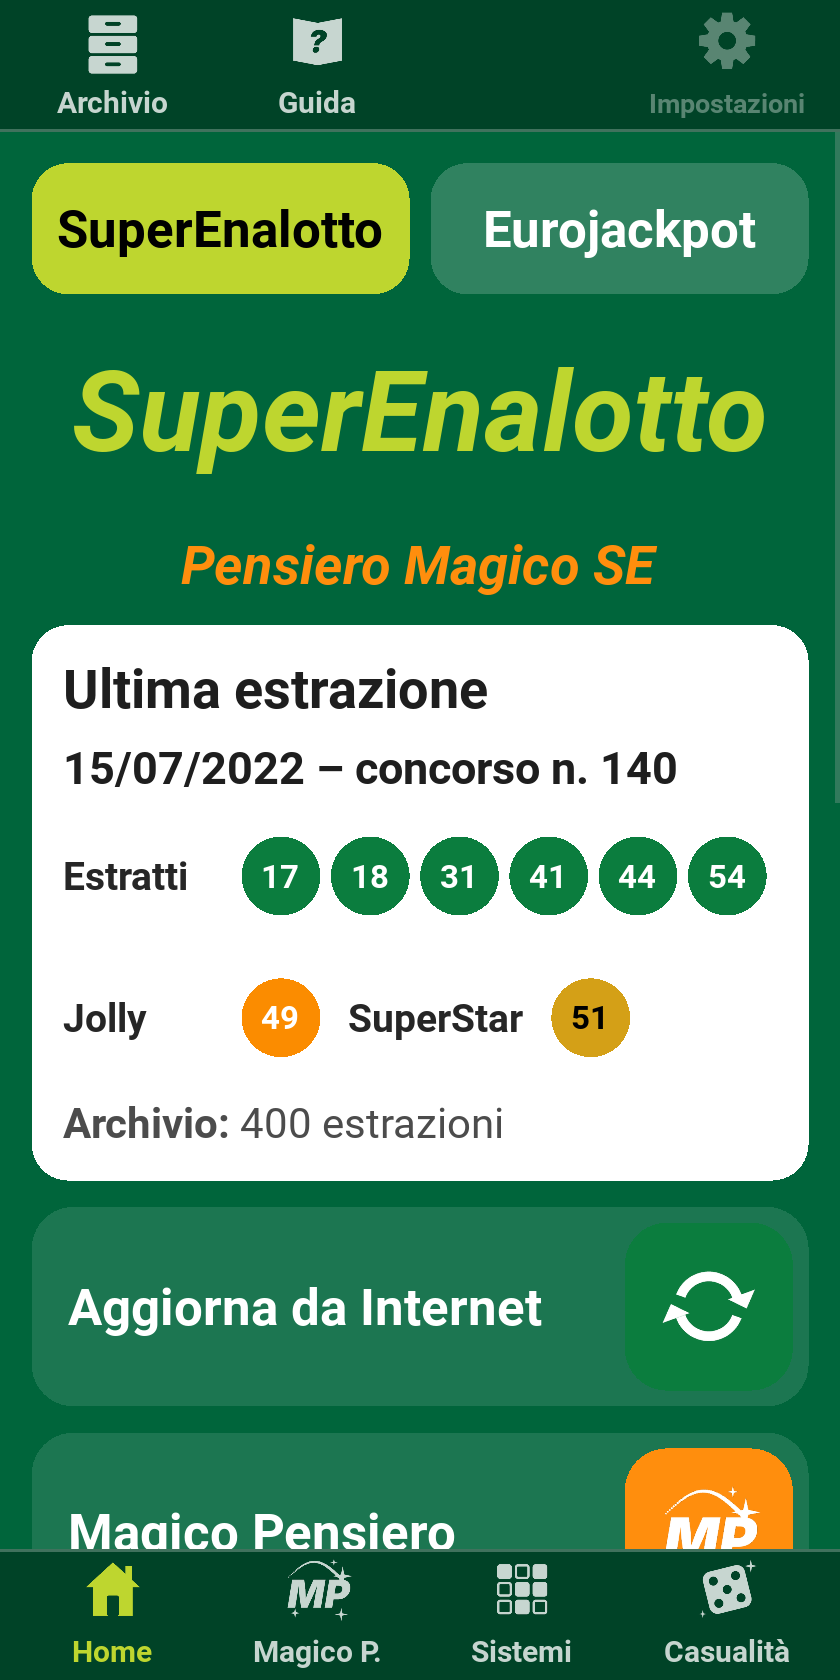 Archivio Guida Impostazioni
SuperEnalotto Eurojackpot
SuperEnalotto
Pensiero Magico SE
Ultima estrazione
15/07/2022 – concorso n. 140
Estratti 17 18 31 41 44 54
Jolly 49 SuperStar 51
Archivio: 400 estrazioni
Aggiorna da Internet
Magico Pensiero MP
MP
Home Magico P. Sistemi Casualità